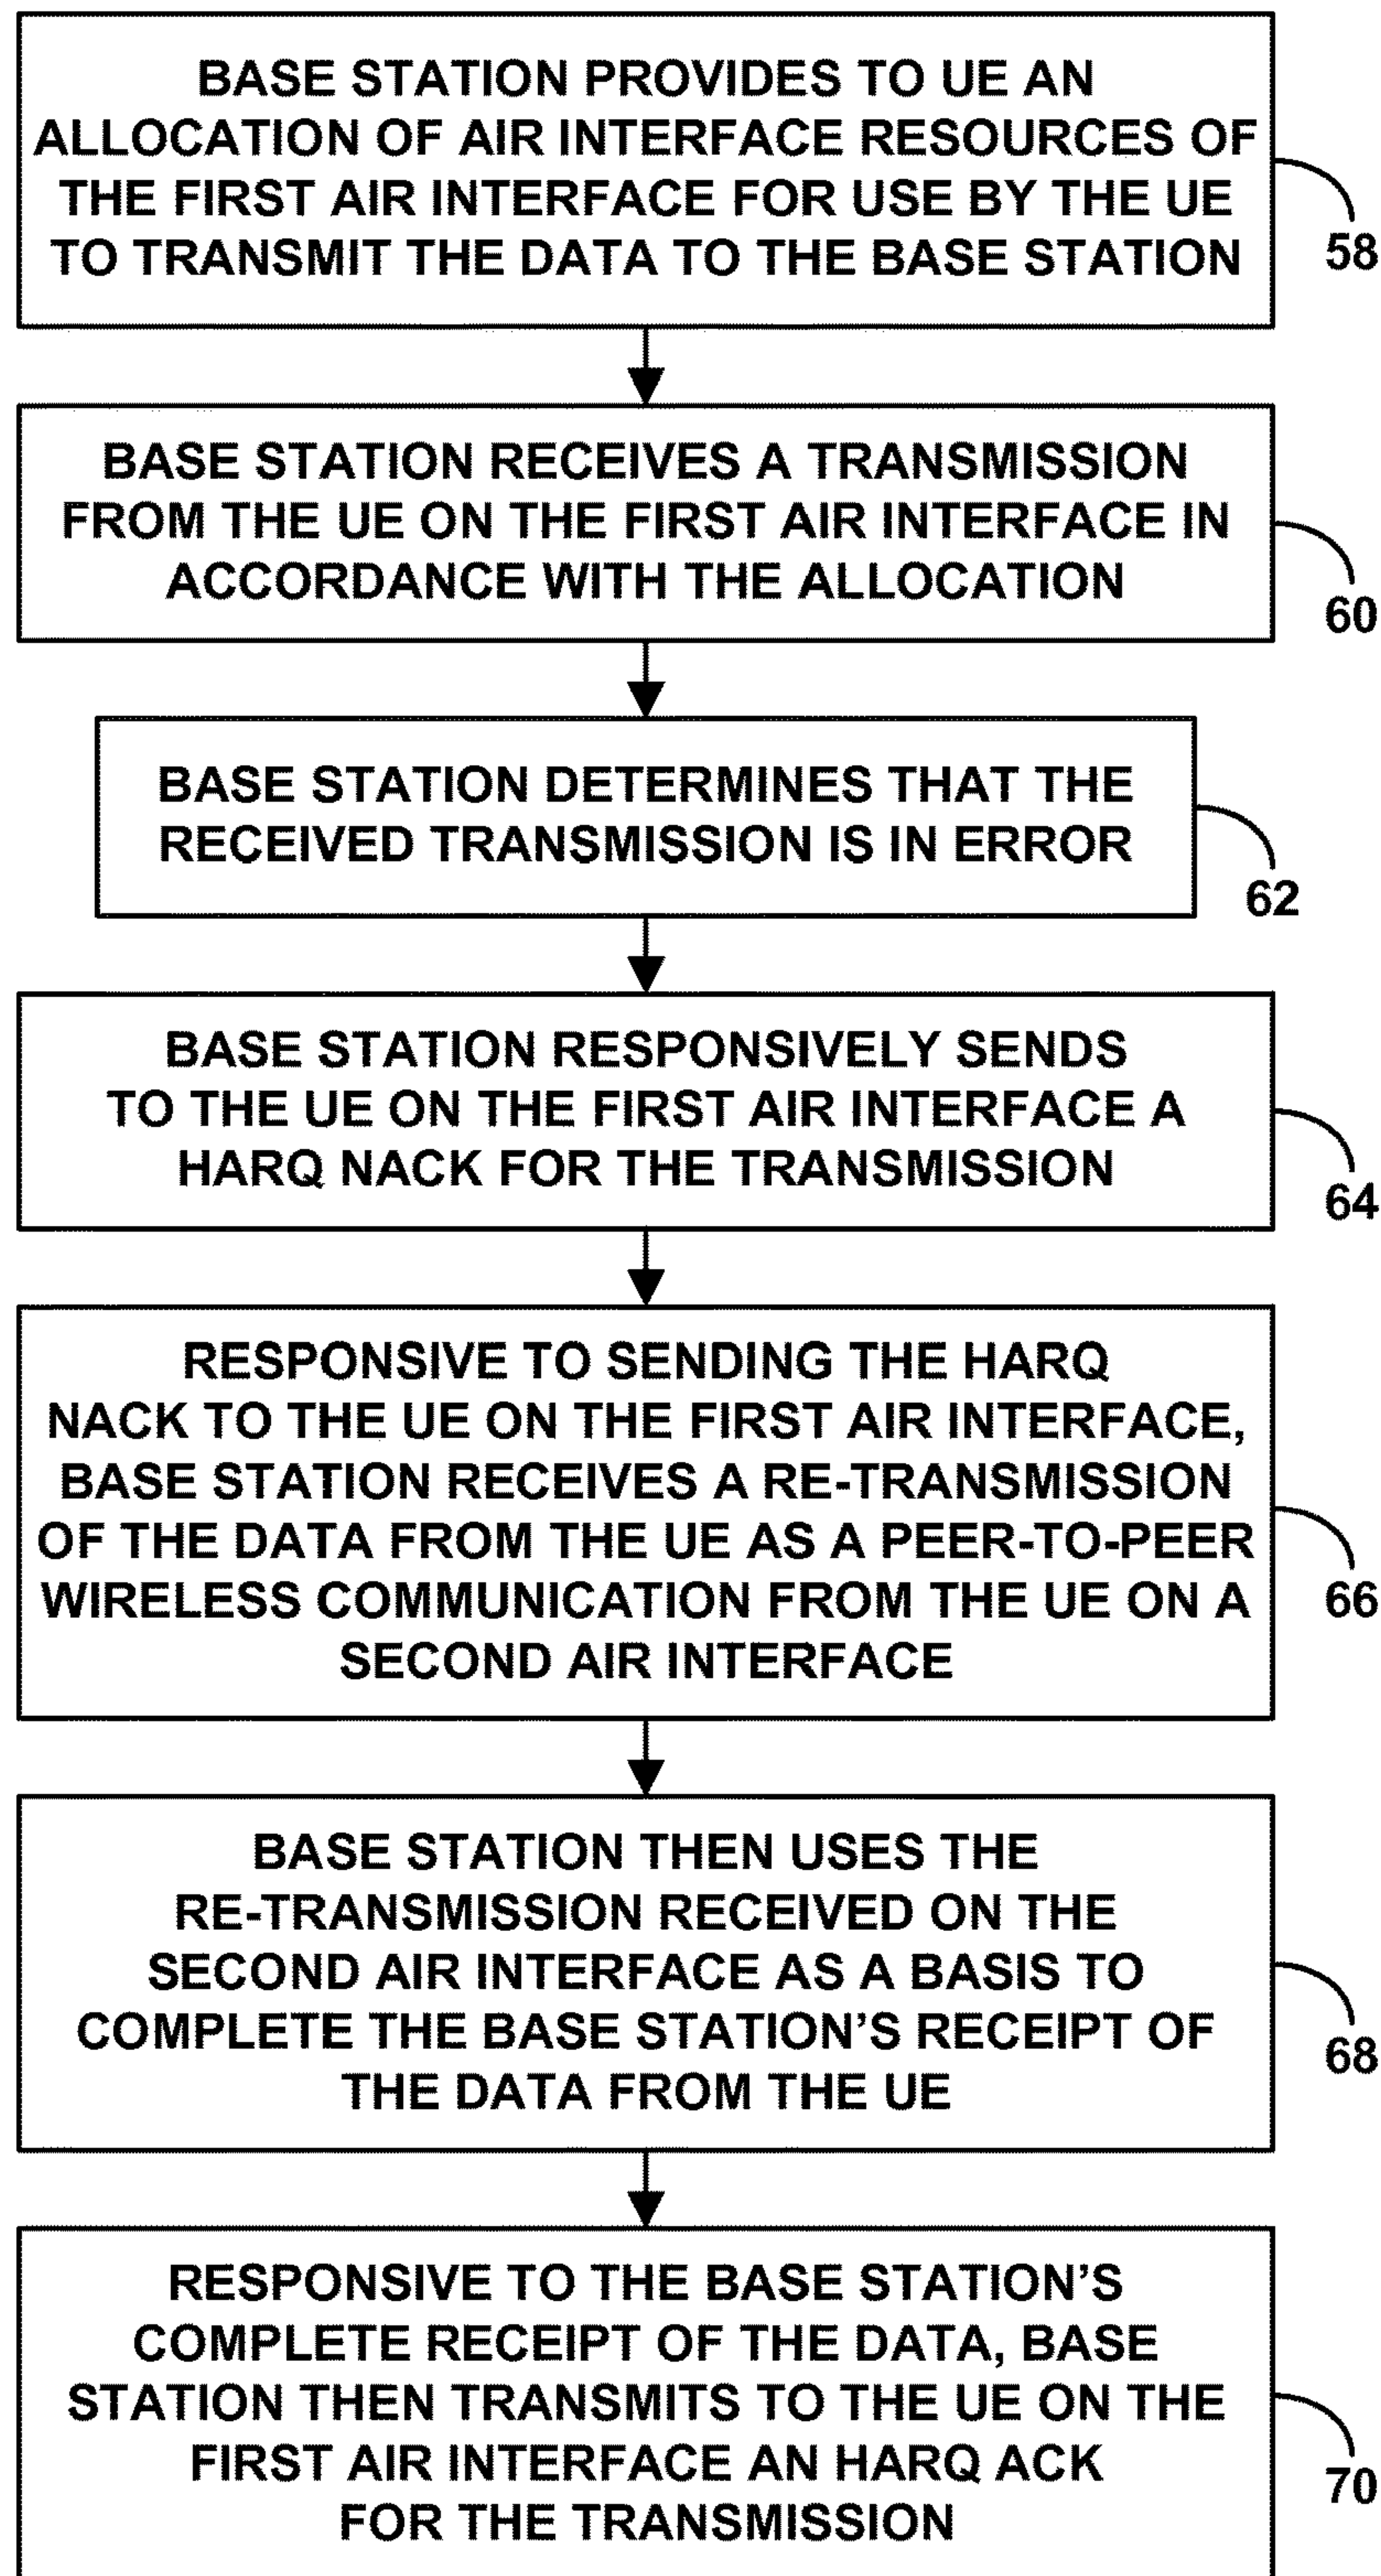 BASE STATION PROVIDES TO UE AN
ALLOCATION OF AIR INTERFACE RESOURCES OF
THE FIRST AIR INTERFACE FOR USE BY THE UE
TO TRANSMIT THE DATA TO THE BASE STATION
58
BASE STATION RECEIVES A TRANSMISSION
FROM THE UE ON THE FIRST AIR INTERFACE IN
ACCORDANCE WITH THE ALLOCATION
60
BASE STATION DETERMINES THAT THE
RECEIVED TRANSMISSION IS IN ERROR
62
BASE STATION RESPONSIVELY SENDS
TO THE UE ON THE FIRST AIR INTERFACE A
HARQ NACK FOR THE TRANSMISSION
64
RESPONSIVE TO SENDING THE HARQ
NACK TO THE UE ON THE FIRST AIR INTERFACE,
BASE STATION RECEIVES A RE-TRANSMISSION
OF THE DATA FROM THE UE AS A PEER-TO-PEER
WIRELESS COMMUNICATION FROM THE UE ON A
SECOND AIR INTERFACE
66
BASE STATION THEN USES THE
RE-TRANSMISSION RECEIVED ON THE
SECOND AIR INTERFACE AS A BASIS TO
COMPLETE THE BASE STATION’S RECEIPT OF
THE DATA FROM THE UE
68
RESPONSIVE TO THE BASE STATION’S
COMPLETE RECEIPT OF THE DATA, BASE
STATION THEN TRANSMITS TO THE UE ON THE
FIRST AIR INTERFACE AN HARQ ACK
FOR THE TRANSMISSION
70